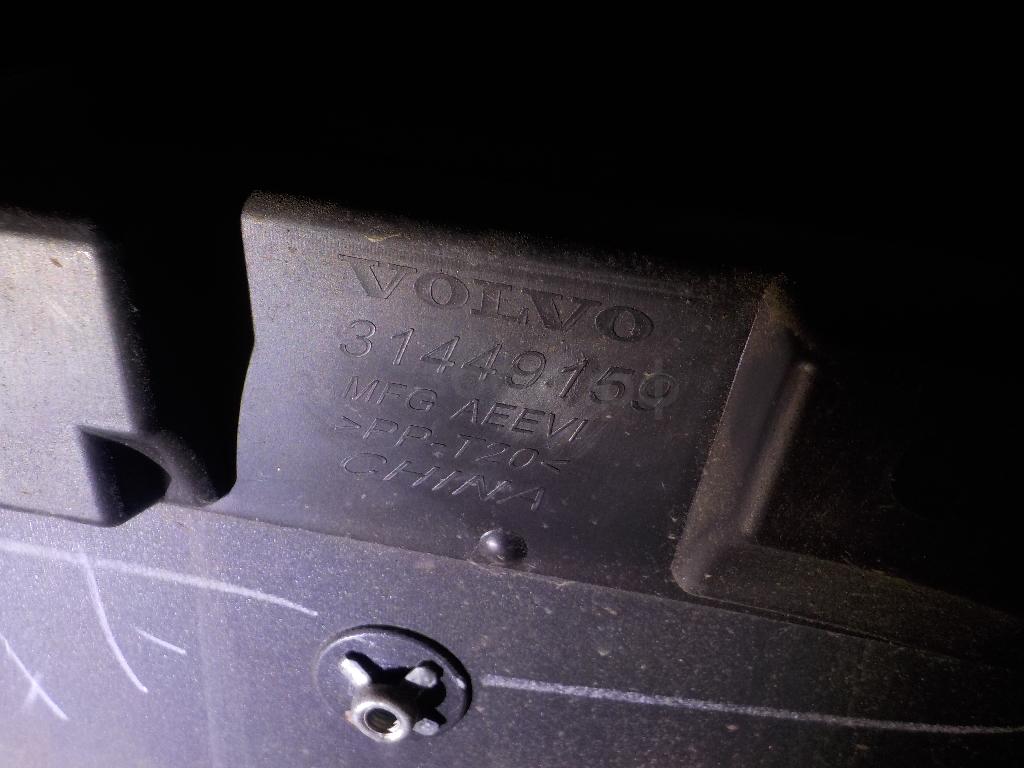 VOLVO
31449159
MFG AEEVI
>PP-T20<
CHINA